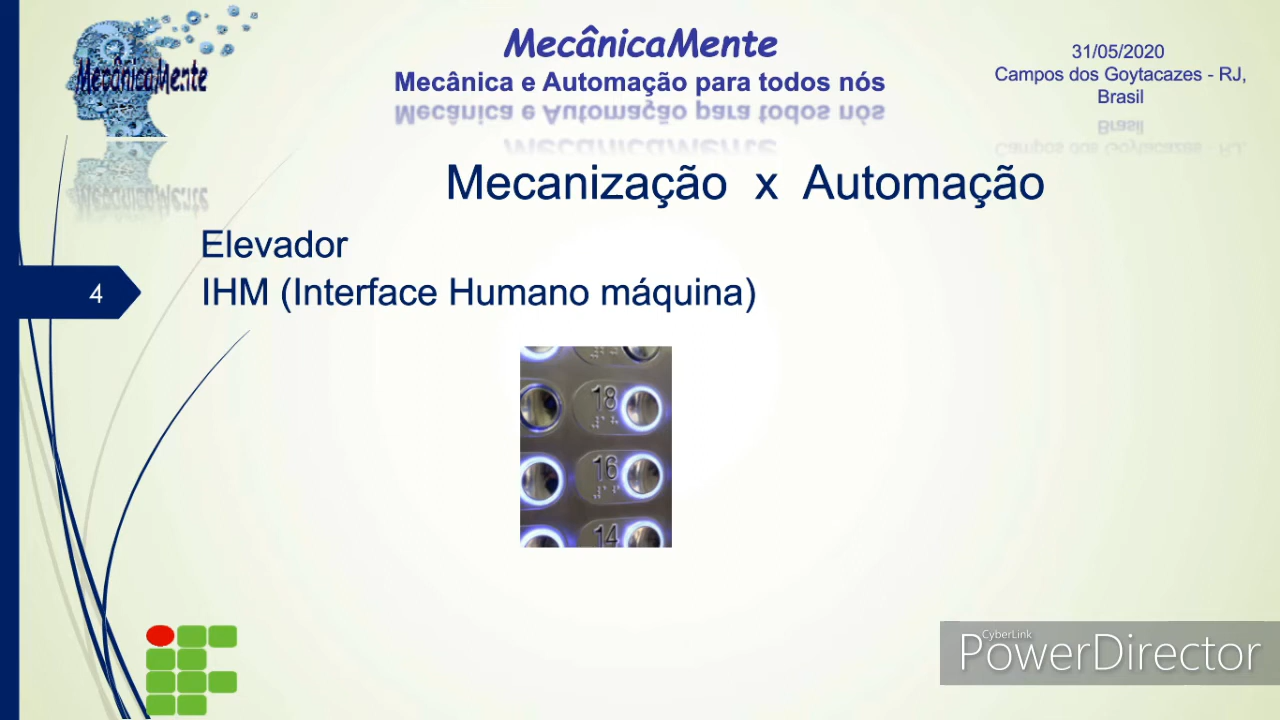 MecânicaMente
MecânicaMente
Mecânica e Automação para todos nós
31/05/2020
Campos dos Goytacazes - RJ,
Brasil
Mecanização x Automação
Elevador
4
IHM (Interface Humano máquina)
18
16
14
CyberLink
PowerDirector